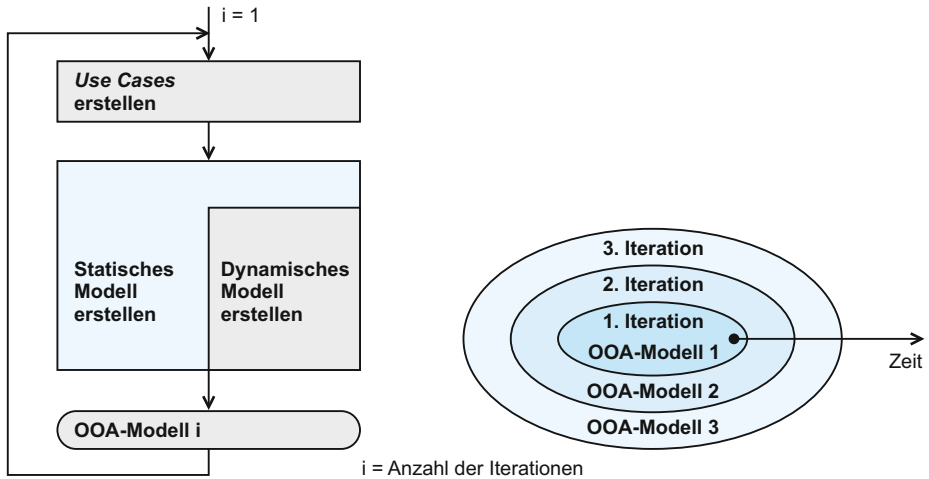 i = 1
Use Cases
erstellen
Statisches
Modell
erstellen
Dynamisches
Modell
erstellen
OOA-Modell i
i = Anzahl der Iterationen
3. Iteration
2. Iteration
1. Iteration
OOA-Modell 1
OOA-Modell 2
OOA-Modell 3
Zeit